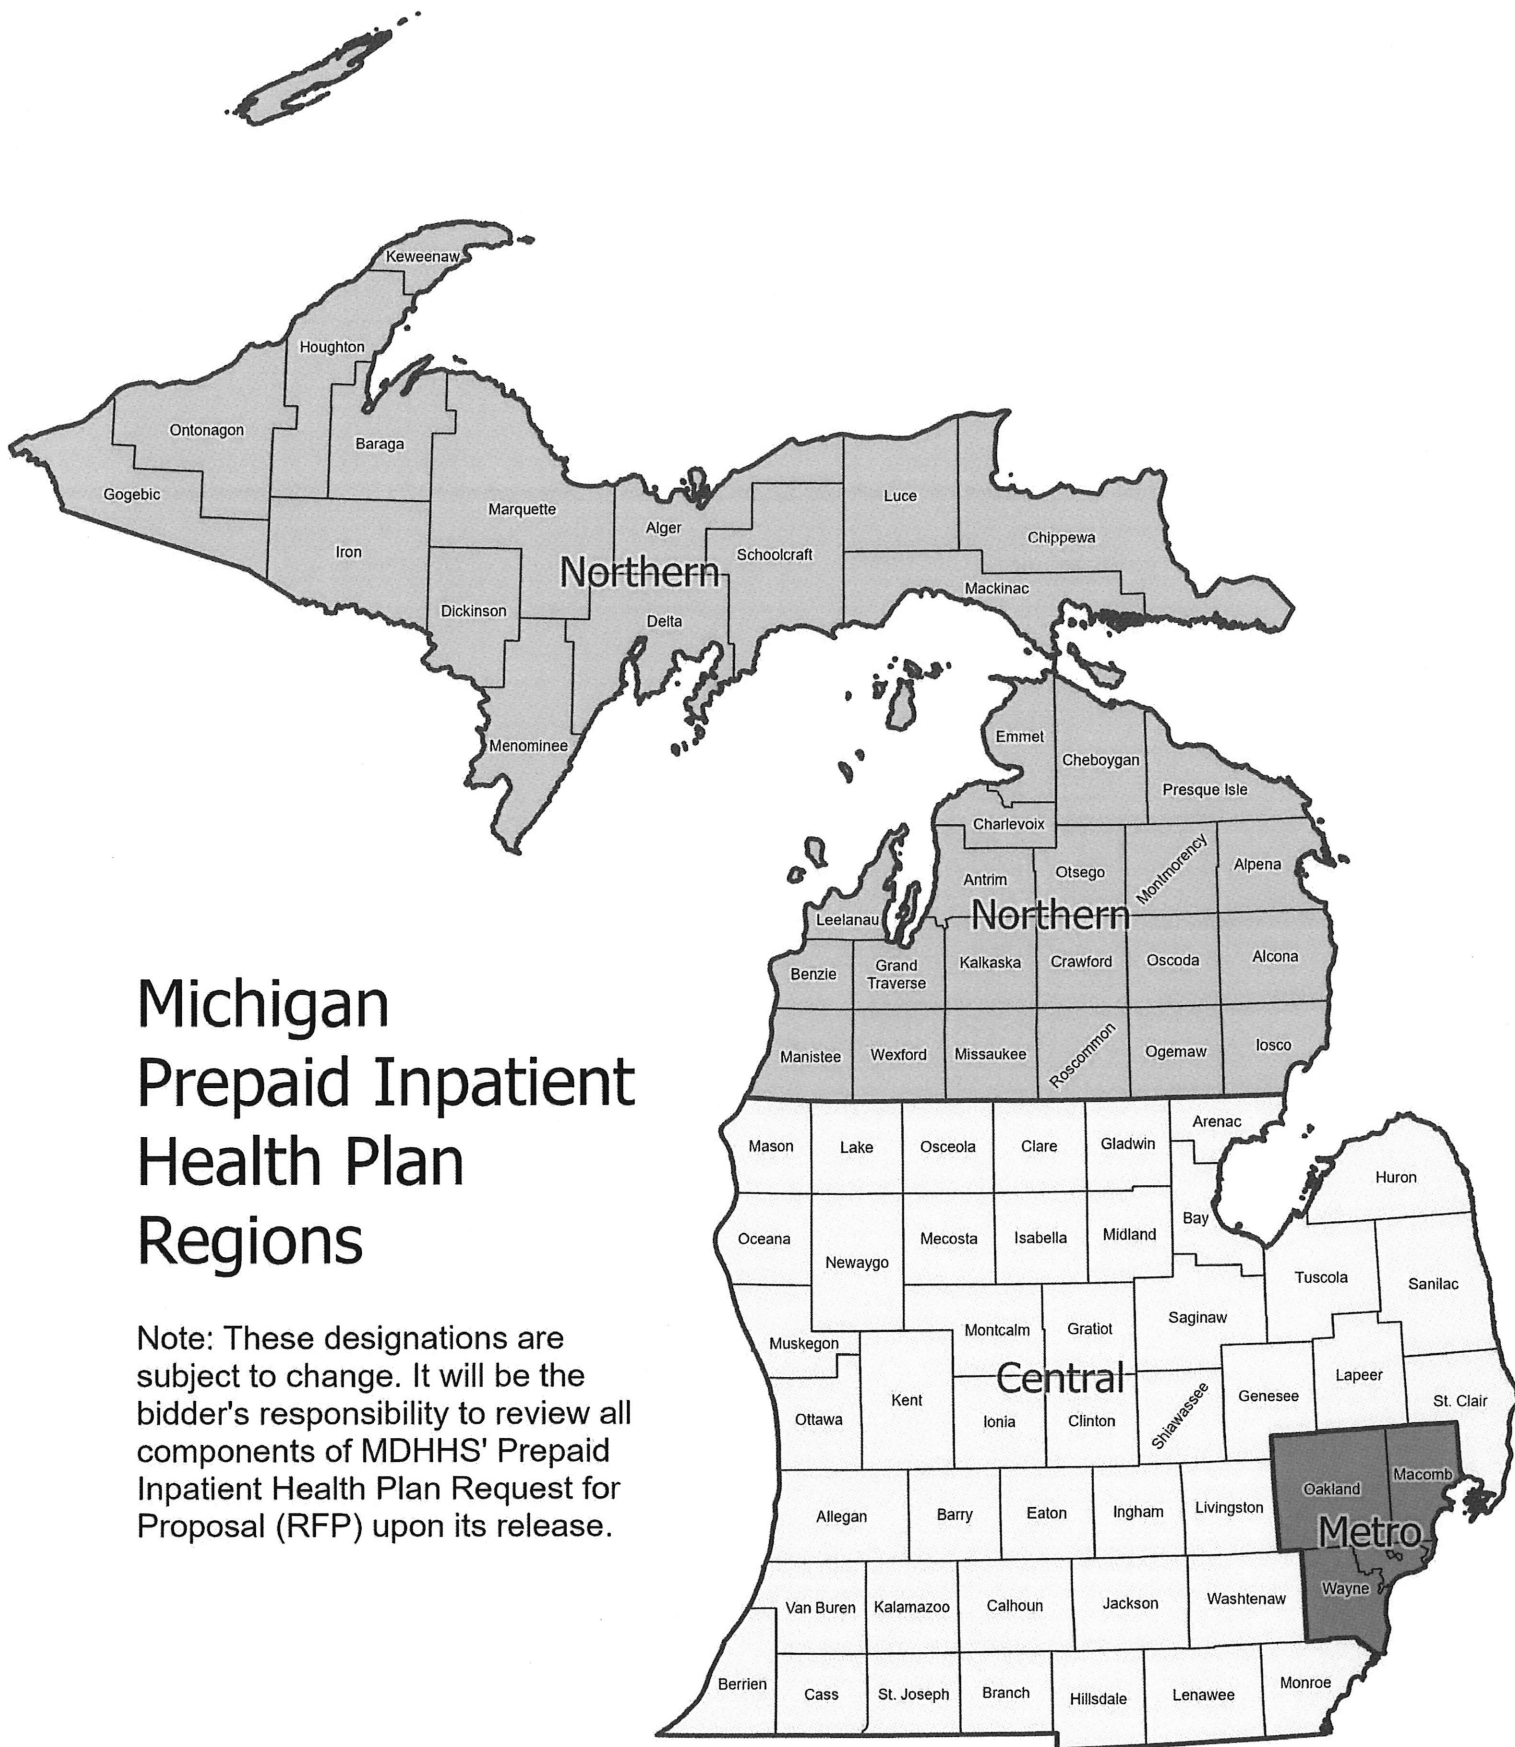 Keweenaw
Houghton
Ontonagon
Baraga
Gogebic
Luce
Marquette
Alger
Chippewa
Iron
Schoolcraft
Northern
Mackinac
Dickinson
Delta
Emmet
Menominee
Cheboygan
Presque Isle
Charlevoix
Montmorency
Alpena
Otsego
Antrim
Leelanau
Northern
Benzie
Grand
Traverse
Kalkaska
Crawford
Oscoda
Alcona
Manistee
Wexford
Missaukee
Roscommon
Ogemaw
Iosco
Michigan
Prepaid Inpatient
Health Plan
Regions
Note: These designations are
subject to change. It will be the
bidder's responsibility to review all
components of MDHHS' Prepaid
Inpatient Health Plan Request for
Proposal (RFP) upon its release.
Mason
Lake
Osceola
Clare
Gladwin
Arenac
Huron
Oceana
Newaygo
Mecosta
Isabella
Midland
Bay
Tuscola
Sanilac
Muskegon
Montcalm
Gratiot
Saginaw
Central
Ottawa
Kent
Ionia
Clinton
Shiawassee
Genesee
Lapeer
St. Clair
Allegan
Barry
Eaton
Ingham
Livingston
Oakland
Macomb
Metro
Wayne
Van Buren
Kalamazoo
Calhoun
Jackson
Washtenaw
Berrien
Cass
St. Joseph
Branch
Hillsdale
Lenawee
Monroe